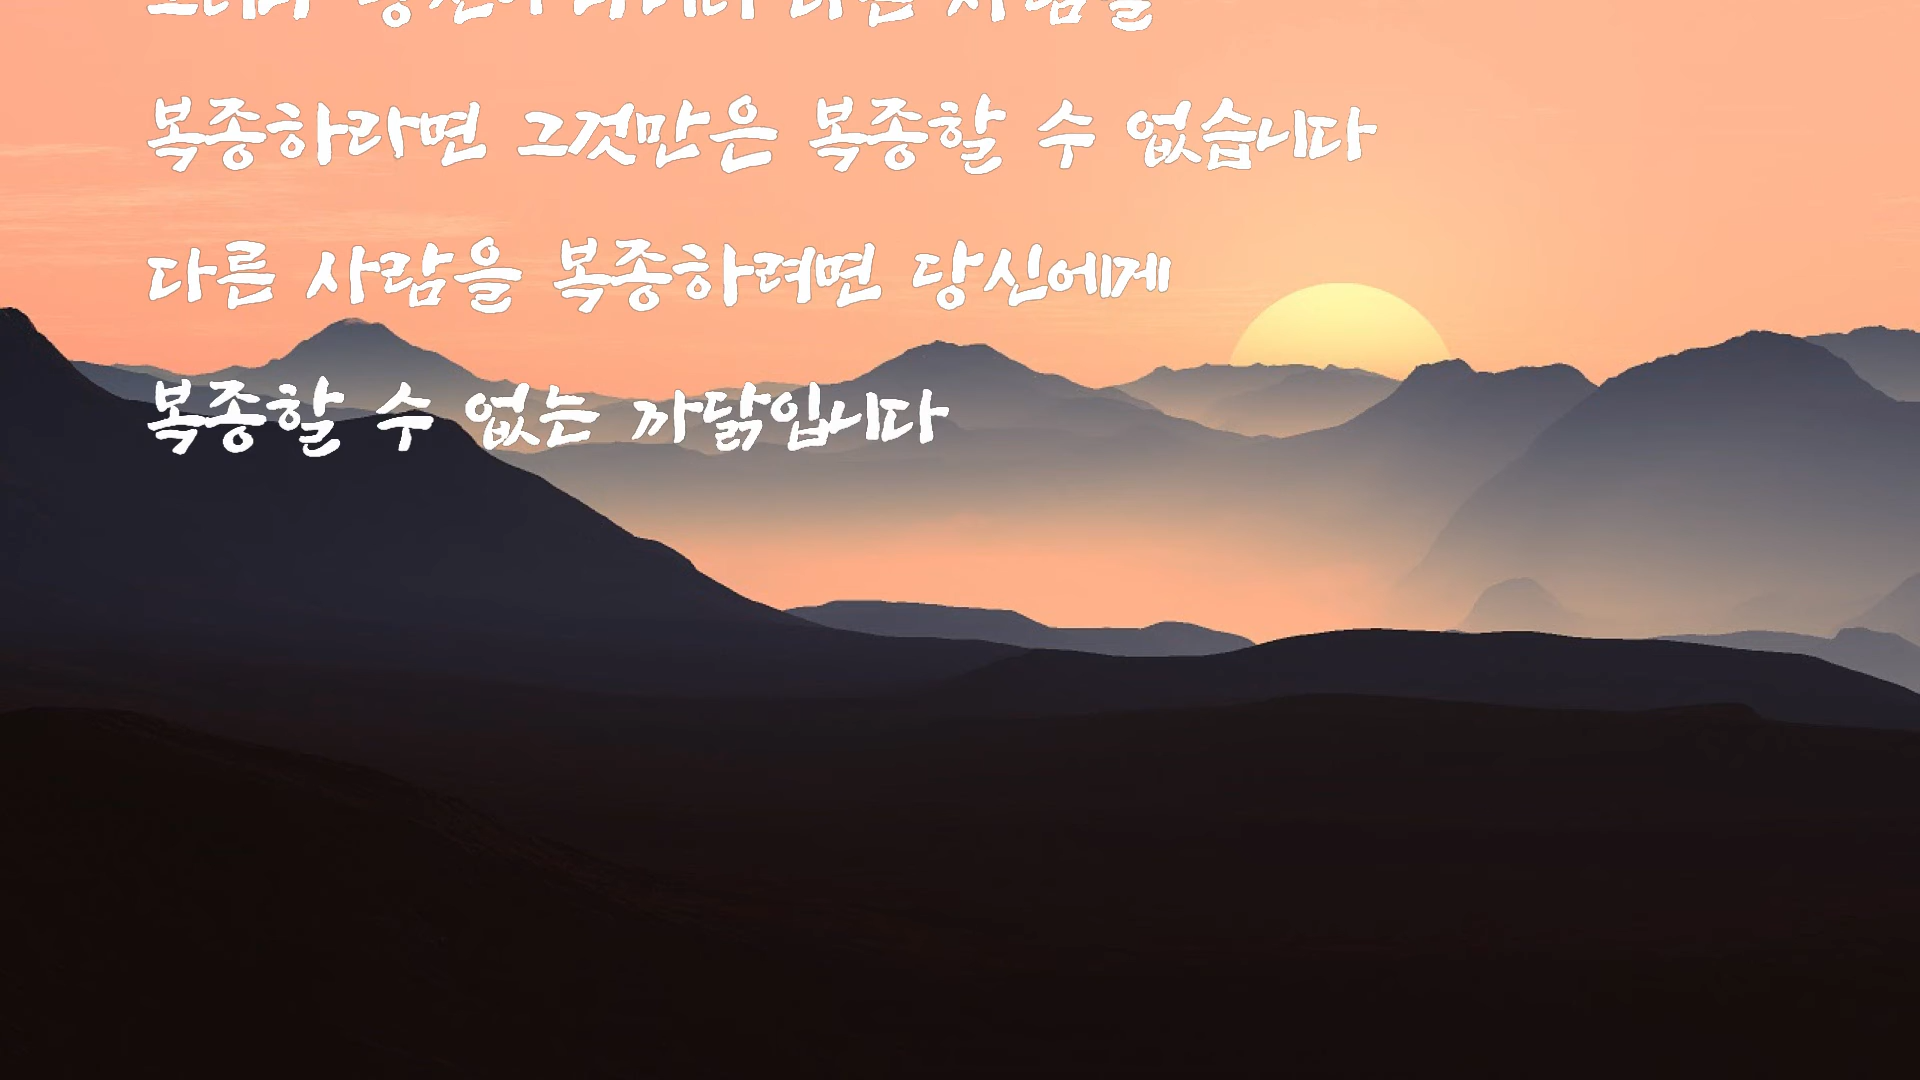 복종하라면 그것만은 복종할 수 없습니다
다른 사람을 복종하려면 당신에게
복종할 수 없는 까닭입니다